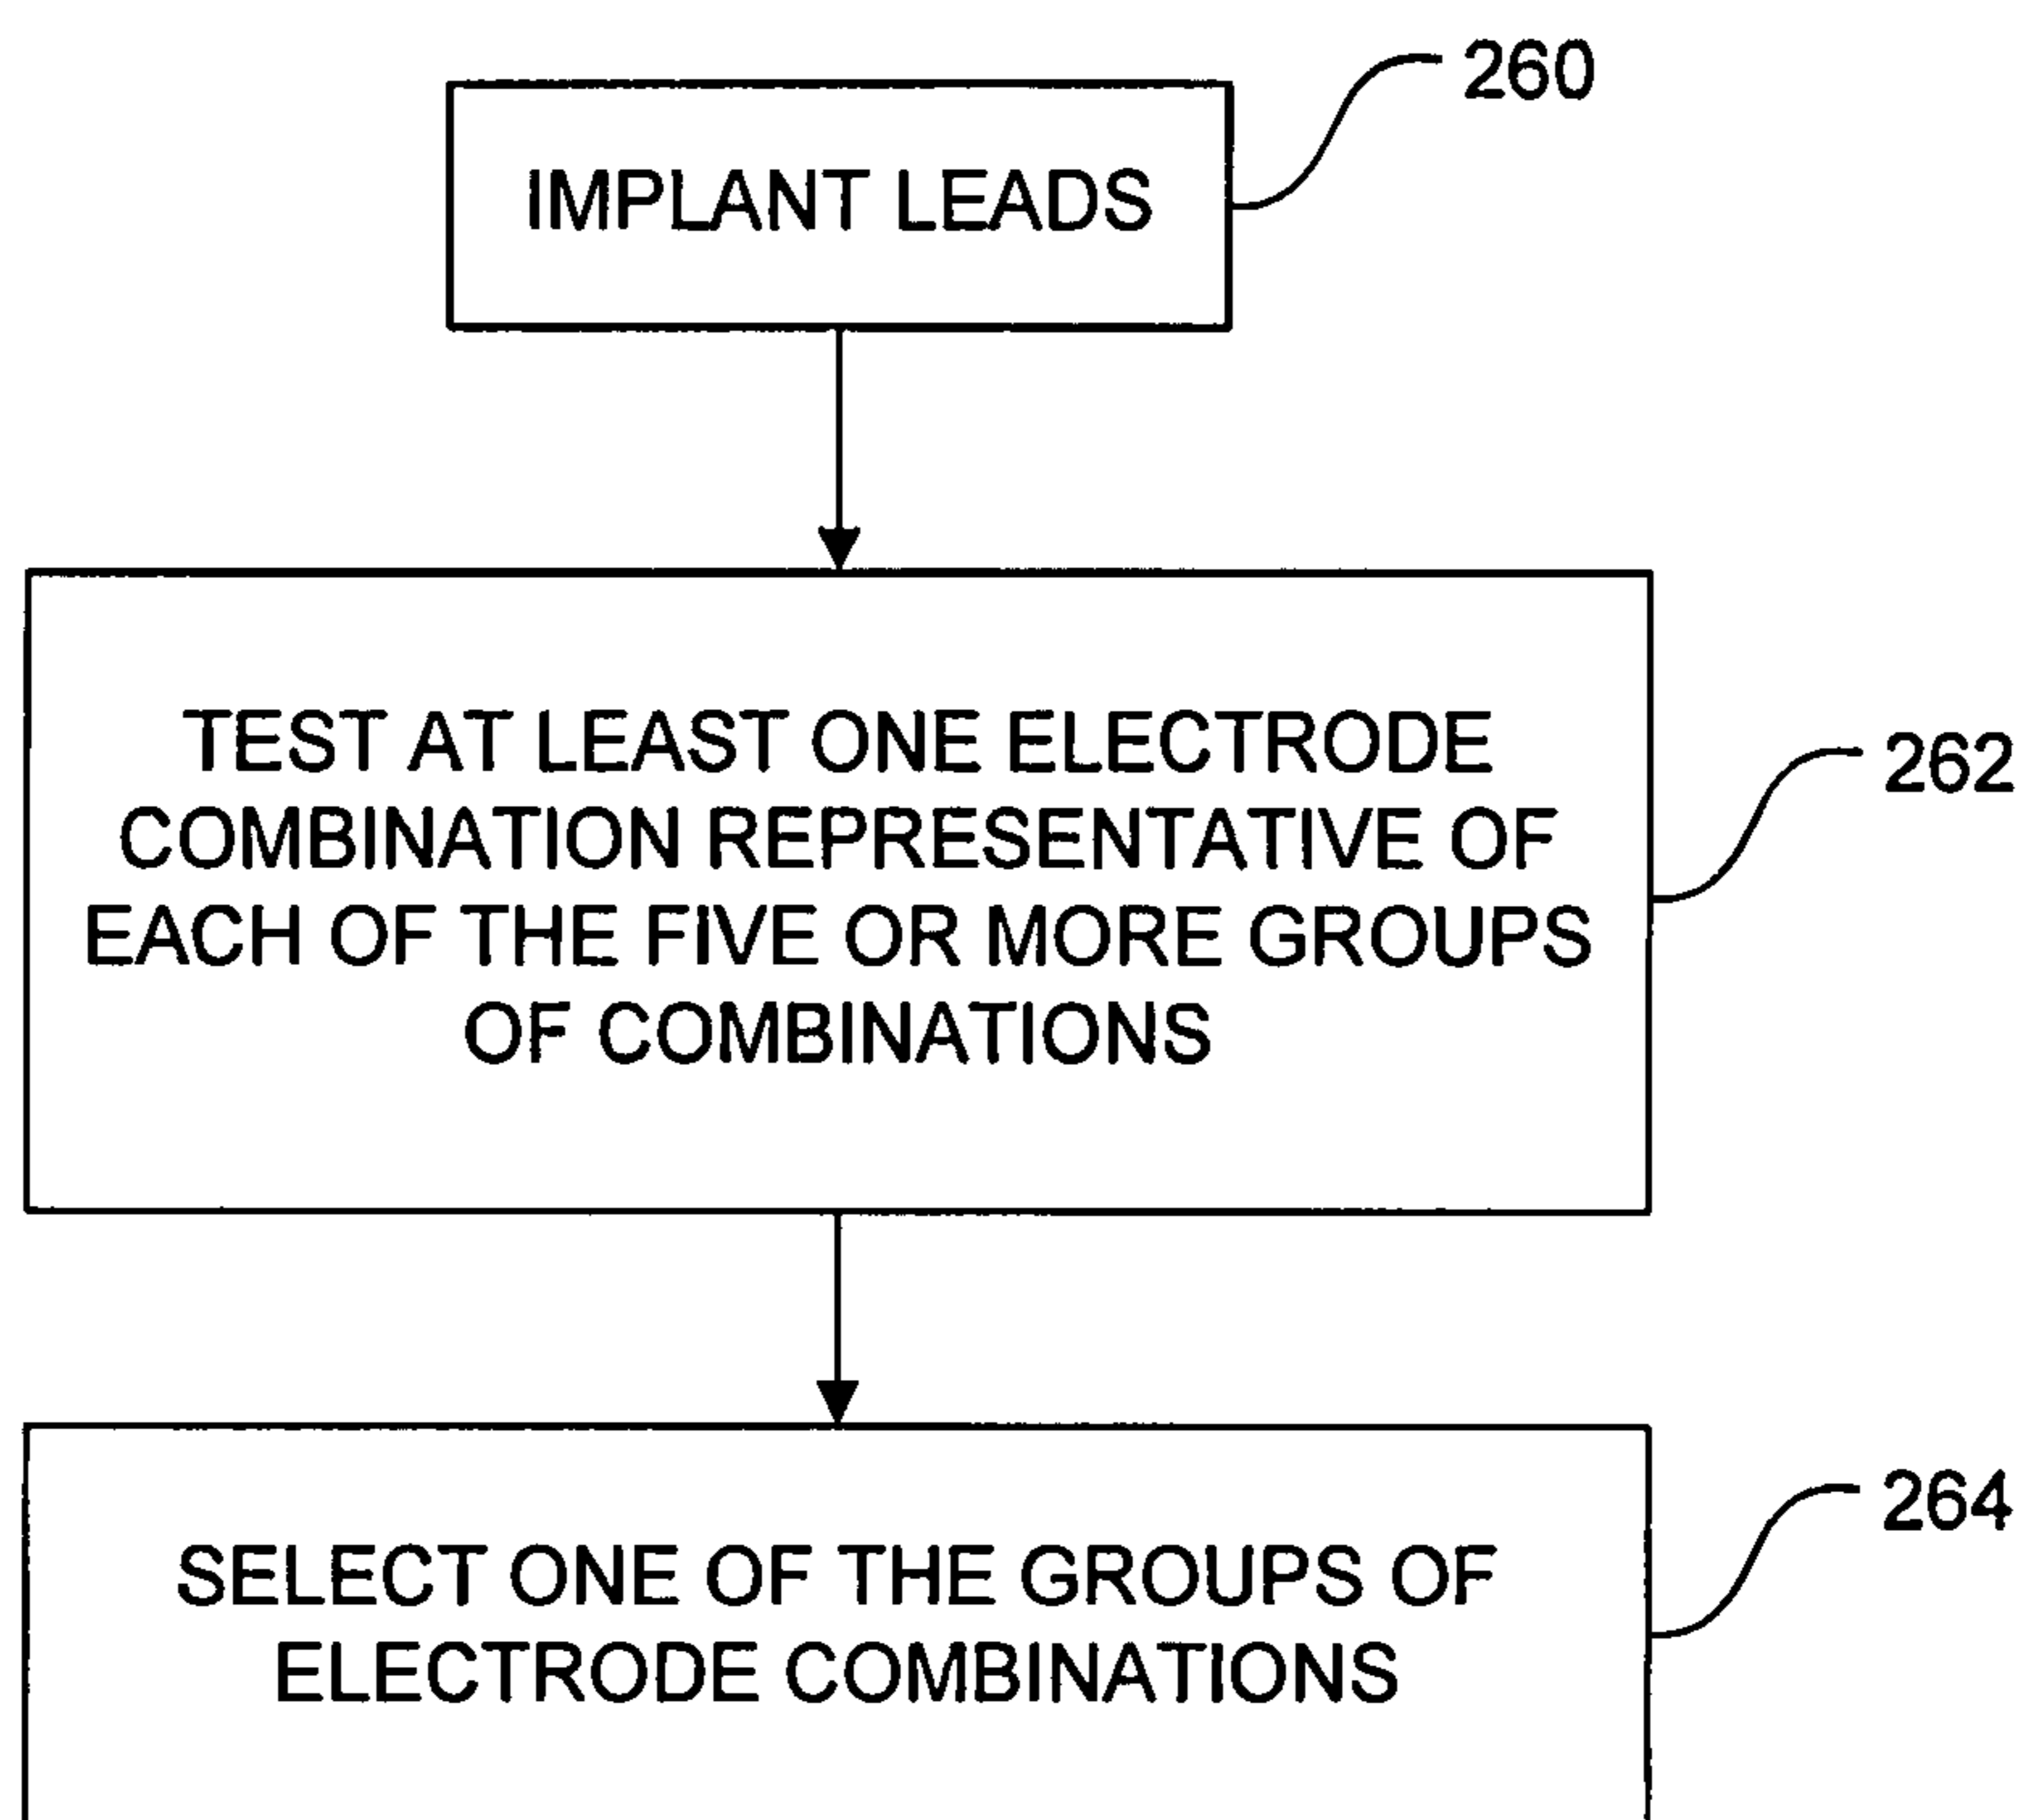 260
IMPLANT LEADS
TEST AT LEAST ONE ELECTRODE
COMBINATION REPRESENTATIVE OF
EACH OF THE FIVE OR MORE GROUPS
OF COMBINATIONS
262
SELECT ONE OF THE GROUPS OF
ELECTRODE COMBINATIONS
264